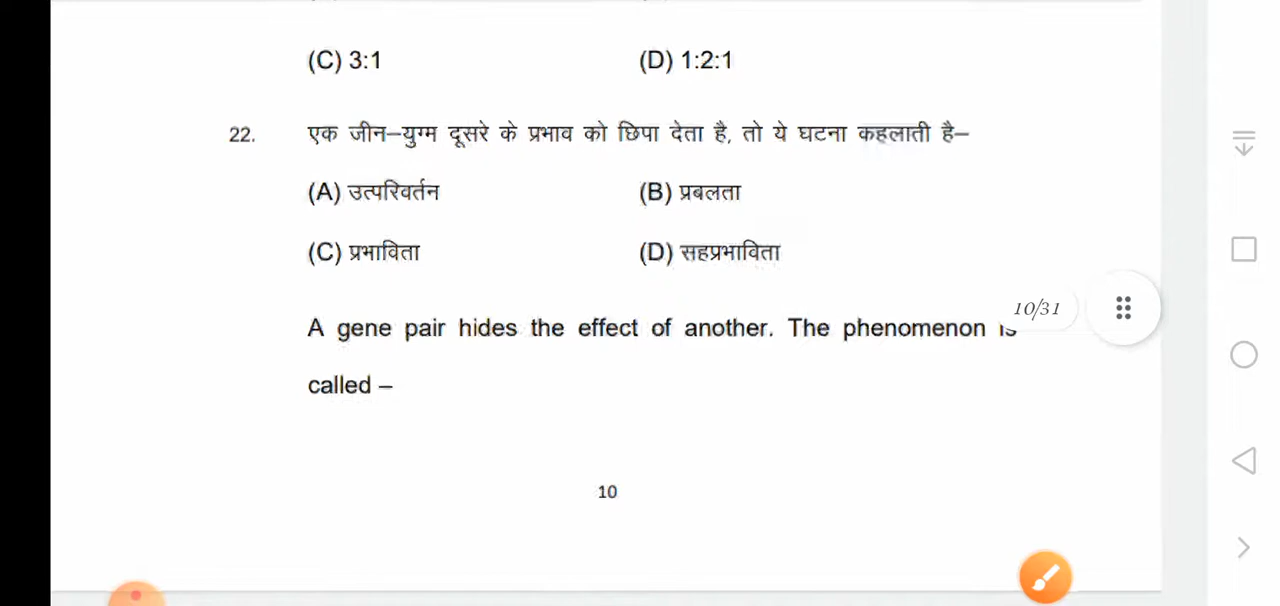 (C) 3:1 (D) 1:2:1
22. एक जीन–युग्म दूसरे के प्रभाव को छिपा देता है, तो ये घटना कहलाती है–
(A) उत्परिवर्तन (B) प्रबलता
(C) प्रभाविता (D) सहप्रभाविता
A gene pair hides the effect of another. The phenomenon is
10/31
called –
10